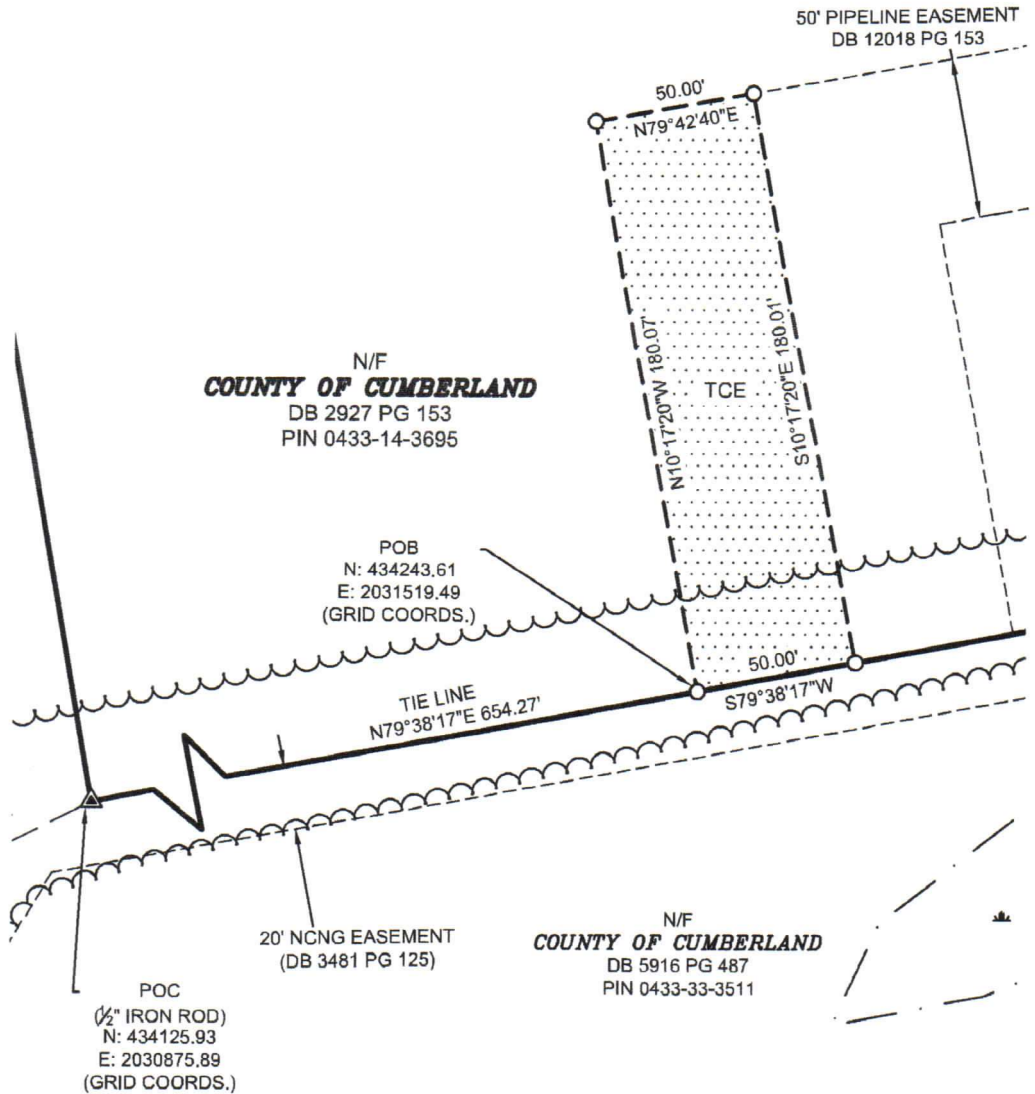 50' PIPELINE EASEMENT
DB 12018 PG 153
50.00'
N79°42'40"E
N10°17'20"W 180.07'
TCE
S10°17'20"E 180.01'
N/F
COUNTY OF CUMBERLAND
DB 2927 PG 153
PIN 0433-14-3695
POB
N: 434243.61
E: 2031519.49
(GRID COORDS.)
50.00'
S79°38'17"W
TIE LINE
N79°38'17"E 654.27'
20' NCNG EASEMENT
(DB 3481 PG 125)
N/F
COUNTY OF CUMBERLAND
DB 5916 PG 487
PIN 0433-33-3511
POC
(½" IRON ROD)
N: 434125.93
E: 2030875.89
(GRID COORDS.)